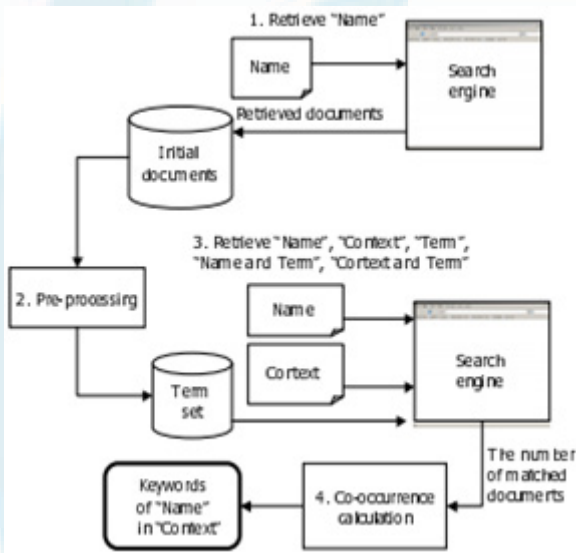 1. Retrieve "Name"
Name
Search
engine
Retrieved documents
Initial
documents
3. Retrieve "Name", "Context", "Term",
"Name and Term", "Context and Term"
2. Pre-processing
Name
Context
Search
engine
Term
set
The number
of matched
documents
Keywords
of "Name"
in "Context"
4. Co-occurrence
calculation